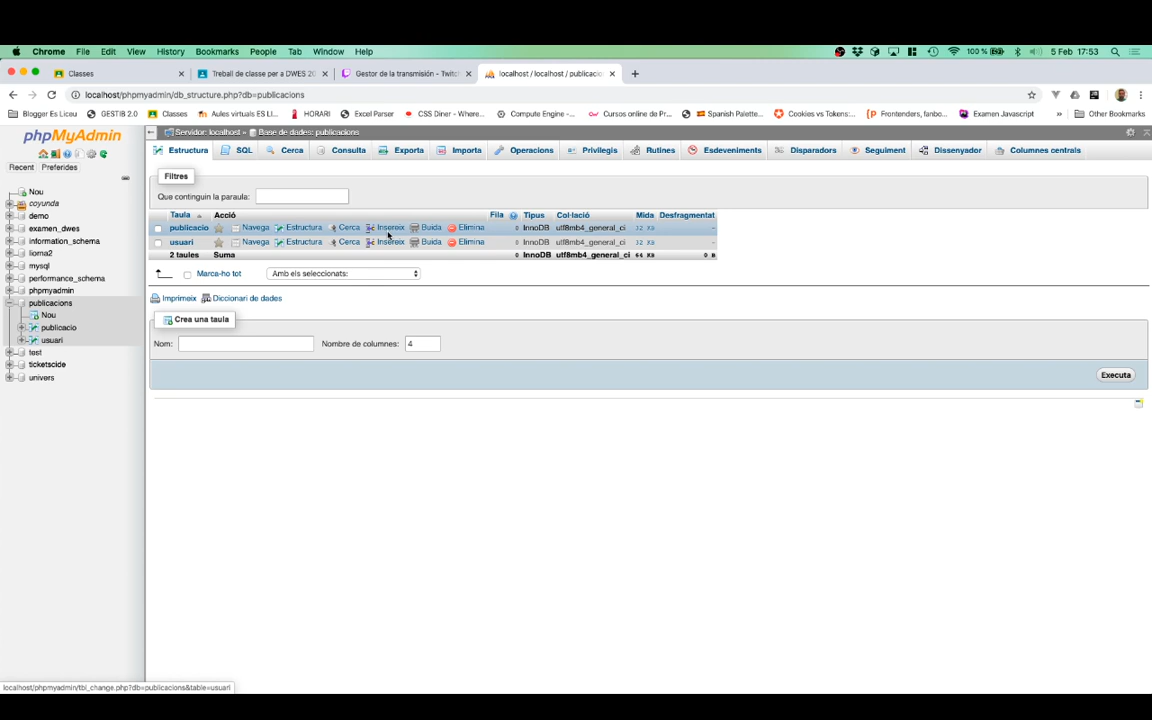 Chrome File Edit View History Bookmarks People Tab Window Help 100 % 5 Feb 17:53
Classes Treball de classe per a DWES 20 Gestor de la transmisión - Twitch localhost / localhost / publicacio
localhost/phpmyadmin/db_structure.php?db=publicacions
Blogger Es Liceu GESTIB 2.0 Classes Aules virtuals ES LI... HORARI Excel Parser CSS Diner - Where... Compute Engine -... Cursos online de pr... Spanish Palette... Cookies vs Tokens:... Frontenders, fanbo... Examen Javascript Other Bookmarks
phpMyAdmin
Recent Preferides
Nou
coyunda
demo
examen_dwes
information_schema
liorna2
mysql
performance_schema
phpmyadmin
publicacions
Nou
publicacio
usuari
test
ticketscide
univers
Servidor: localhost » Base de dades: publicacions
Estructura SQL Cerca Consulta Exporta Importa Operacions Privilegis Rutines Esdeveniments Disparadors Seguiment Dissenyador Columnes centrals
Filtres
Que continguin la paraula:
Taula Acció Fila Tipus Col·lació Mida Desfragmentat
publicacio Navega Estructura Cerca Insereix Buida Elimina 0 InnoDB utf8mb4_general_ci 32 KB -
usuari Navega Estructura Cerca Insereix Buida Elimina 0 InnoDB utf8mb4_general_ci 32 KB -
2 taules Suma 0 InnoDB utf8mb4_general_ci 64 KB 0 B
Marca-ho tot Amb els seleccionats:
Imprimeix Diccionari de dades
Crea una taula
Nom: Nombre de columnes: 4
Executa
localhost/phpmyadmin/tbl_change.php?db=publicacions&table=usuari